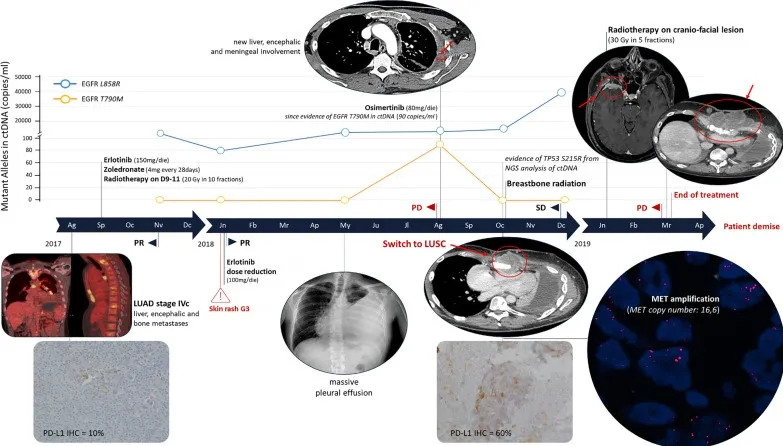 new liver, encephalic
and meningeal involvement
Radiotherapy on cranio-facial lesion
(30 Gy in 5 fractions)
Mutant Alleles in ctDNA (copies/ml)
50000
40000
30000
20000
10000
100
80
60
40
20
0
EGFR L858R
EGFR T790M
Osimertinib (80mg/die)
since evidence of EGFR T790M in ctDNA (90 copies/ml)
Erlotinib (150mg/die)
Zoledronate (4mg every 28days)
Radiotherapy on D9-11 (20 Gy in 10 fractions)
evidence of TP53 S215R from
NGS analysis of ctDNA
Breastbone radiation
End of treatment
PD
SD
PD
Ag Sp Oc Nv Dc Jn Fb Mr Ap My Jn Jl Ag Sp Oc Nv Dc Jn Fb Mr Ap
Patient demise
2017
PR
2018
PR
2019
Switch to LUSC
Erlotinib
dose reduction
(100mg/die)
Skin rash G3
LUAD stage IVc
liver, encephalic and
bone metastases
MET amplification
(MET copy number: 16,6)
massive
pleural effusion
PD-L1 IHC = 10%
PD-L1 IHC = 60%